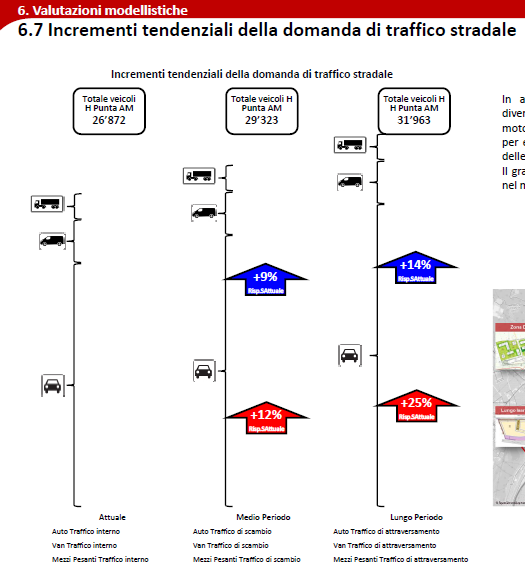 6. Valutazioni modellistiche
6.7 Incrementi tendenziali della domanda di traffico stradale
Incrementi tendenziali della domanda di traffico stradale
Totale veicoli
H Punta AM
26'872
Totale veicoli H
Punta AM
29'323
Totale veicoli H
H Punta AM
31'963
In a
diver
moto
per e
delle
Il gra
nel n
+9%
Risp.SAttuale
+14%
Risp.SAttuale
+12%
Risp.SAttuale
+25%
Risp.SAttuale
Zona
Lungo
Attuale
Medio Periodo
Lungo Periodo
Auto Traffico interno
Auto Traffico di scambio
Auto Traffico di attraversamento
Van Traffico interno
Van Traffico di scambio
Van Traffico di attraversamento
Mezzi Pesanti Traffico interno
Mezzi Pesanti Traffico di scambio
Mezzi Pesanti Traffico di attraversamento